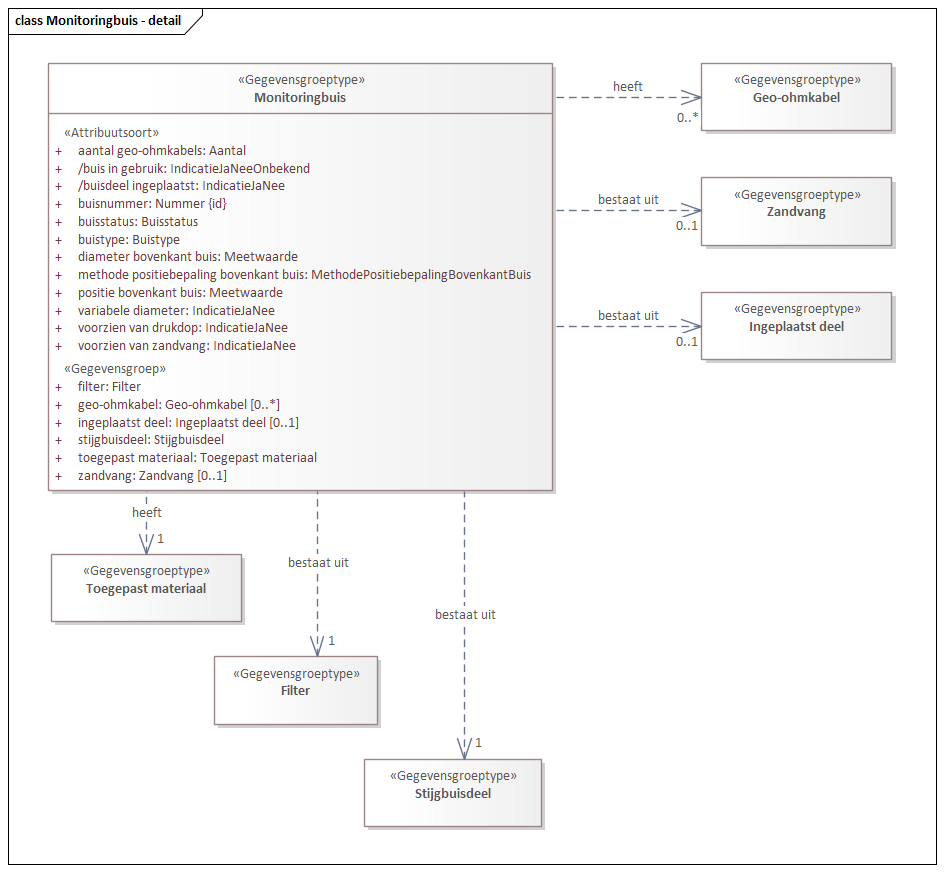 class Monitoringbuis - detail
«Gegevensgroeptype»
Monitoringbuis
«Attribuutsoort»
+ aantal geo-ohmkabels: Aantal
+ /buis in gebruik: IndicatieJaNeeOnbekend
+ /buisdeel ingeplaatst: IndicatieJaNee
+ buisnummer: Nummer {id}
+ buisstatus: Buisstatus
+ buistype: Buistype
+ diameter bovenkant buis: Meetwaarde
+ methode positiebepaling bovenkant buis: MethodePositiebepalingBovenkantBuis
+ positie bovenkant buis: Meetwaarde
+ variabele diameter: IndicatieJaNee
+ voorzien van drukdop: IndicatieJaNee
+ voorzien van zandvang: IndicatieJaNee
«Gegevensgroep»
+ filter: Filter
+ geo-ohmkabel: Geo-ohmkabel [0..*]
+ ingeplaatst deel: Ingeplaatst deel [0..1]
+ stijgbuisdeel: Stijgbuisdeel
+ toegepast materiaal: Toegepast materiaal
+ zandvang: Zandvang [0..1]
heeft
0..*
«Gegevensgroeptype»
Geo-ohmkabel
bestaat uit
0..1
«Gegevensgroeptype»
Zandvang
bestaat uit
0..1
«Gegevensgroeptype»
Ingeplaatst deel
heeft
1
«Gegevensgroeptype»
Toegepast materiaal
bestaat uit
1
«Gegevensgroeptype»
Filter
bestaat uit
1
«Gegevensgroeptype»
Stijgbuisdeel